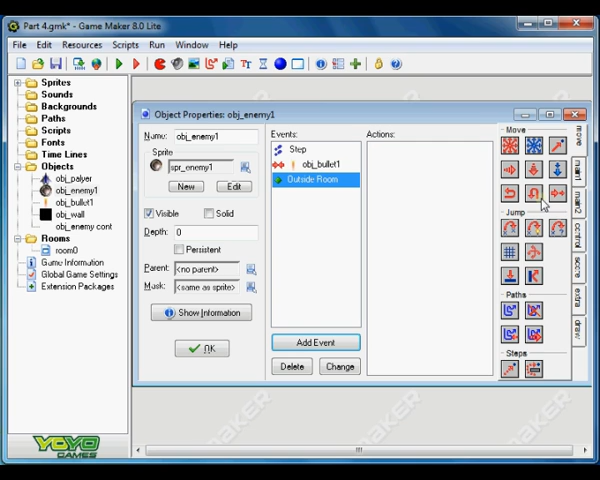 Part 4.gmk* - Game Maker 8.0 Lite
File Edit Resources Scripts Run Window Help
Sprites
Sounds
Backgrounds
Paths
Scripts
Fonts
Time Lines
Objects
obj_palyer
obj_enemy1
obj_bullet1
obj_wall
obj_enemy cont
Rooms
room0
Game Information
Global Game Settings
Extension Packages
YOYO
GAMES
Object Properties: obj_enemy1
Name: obj_enemy1
Sprite
spr_enemy1
New Edit
Visible Solid
Depth: 0
Persistent
Parent: <no parent>
Mask: <same as sprite>
Show Information
OK
Events:
Step
obj_bullet1
Outside Room
Add Event
Delete Change
Actions:
Move
Jump
Paths
Steps
move
main1
main2
control
score
extra
draw